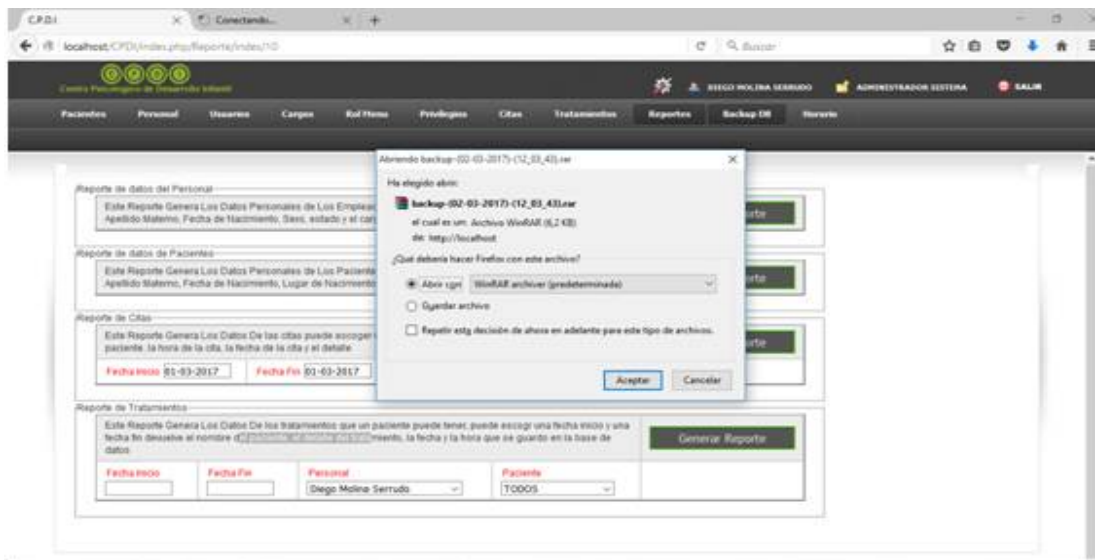 C.P.D.I
Conectando...
localhost/CPDI/index.php/Reporte/index/10
Buscar
C P D I
Centro Psicologico de Desarrollo Infantil
DIEGO MOLINA SERRUDO
ADMINISTRADOR SISTEMA
SALIR
Pacientes Personal Usuarios Cargos Rol Menu Privilegios Citas Tratamientos Reportes Backup DB Horario
Abriendo backup-(02-03-2017)-(12_03_43).rar
Ha elegido abrir:
backup-(02-03-2017)-(12_03_43).rar
el cual es un: Archivo WinRAR (6,2 KB)
de: http://localhost
¿Qué debería hacer Firefox con este archivo?
Abrir con WinRAR archiver (predeterminada)
Guardar archivo
Repetir esta decisión de ahora en adelante para este tipo de archivos.
Aceptar Cancelar
Reporte de datos del Personal
Este Reporte Genera Los Datos Personales de Los Emplea
Apellido Materno, Fecha de Nacimiento, Sexo, estado y el car
orte
Reporte de datos de Pacientes
Este Reporte Genera Los Datos Personales de Los Paciente
Apellido Materno, Fecha de Nacimiento, Lugar de Nacimiento
orte
Reporte de Citas
Este Reporte Genera Los Datos De las citas puede escoger
paciente, la hora de la cita, la fecha de la cita y el detalle
orte
Fecha Inicio 01-03-2017 Fecha Fin 01-03-2017
Reporte de Tratamientos
Este Reporte Genera Los Datos De los tratamientos que un paciente puede tener, puede escogr una fecha inicio y una
fecha fin devuelve el nombre miento, la fecha y la hora que se guardo en la base de
datos
Generar Reporte
Fecha Inicio Fecha Fin Personal Paciente
Diego Molina Serrudo TODOS